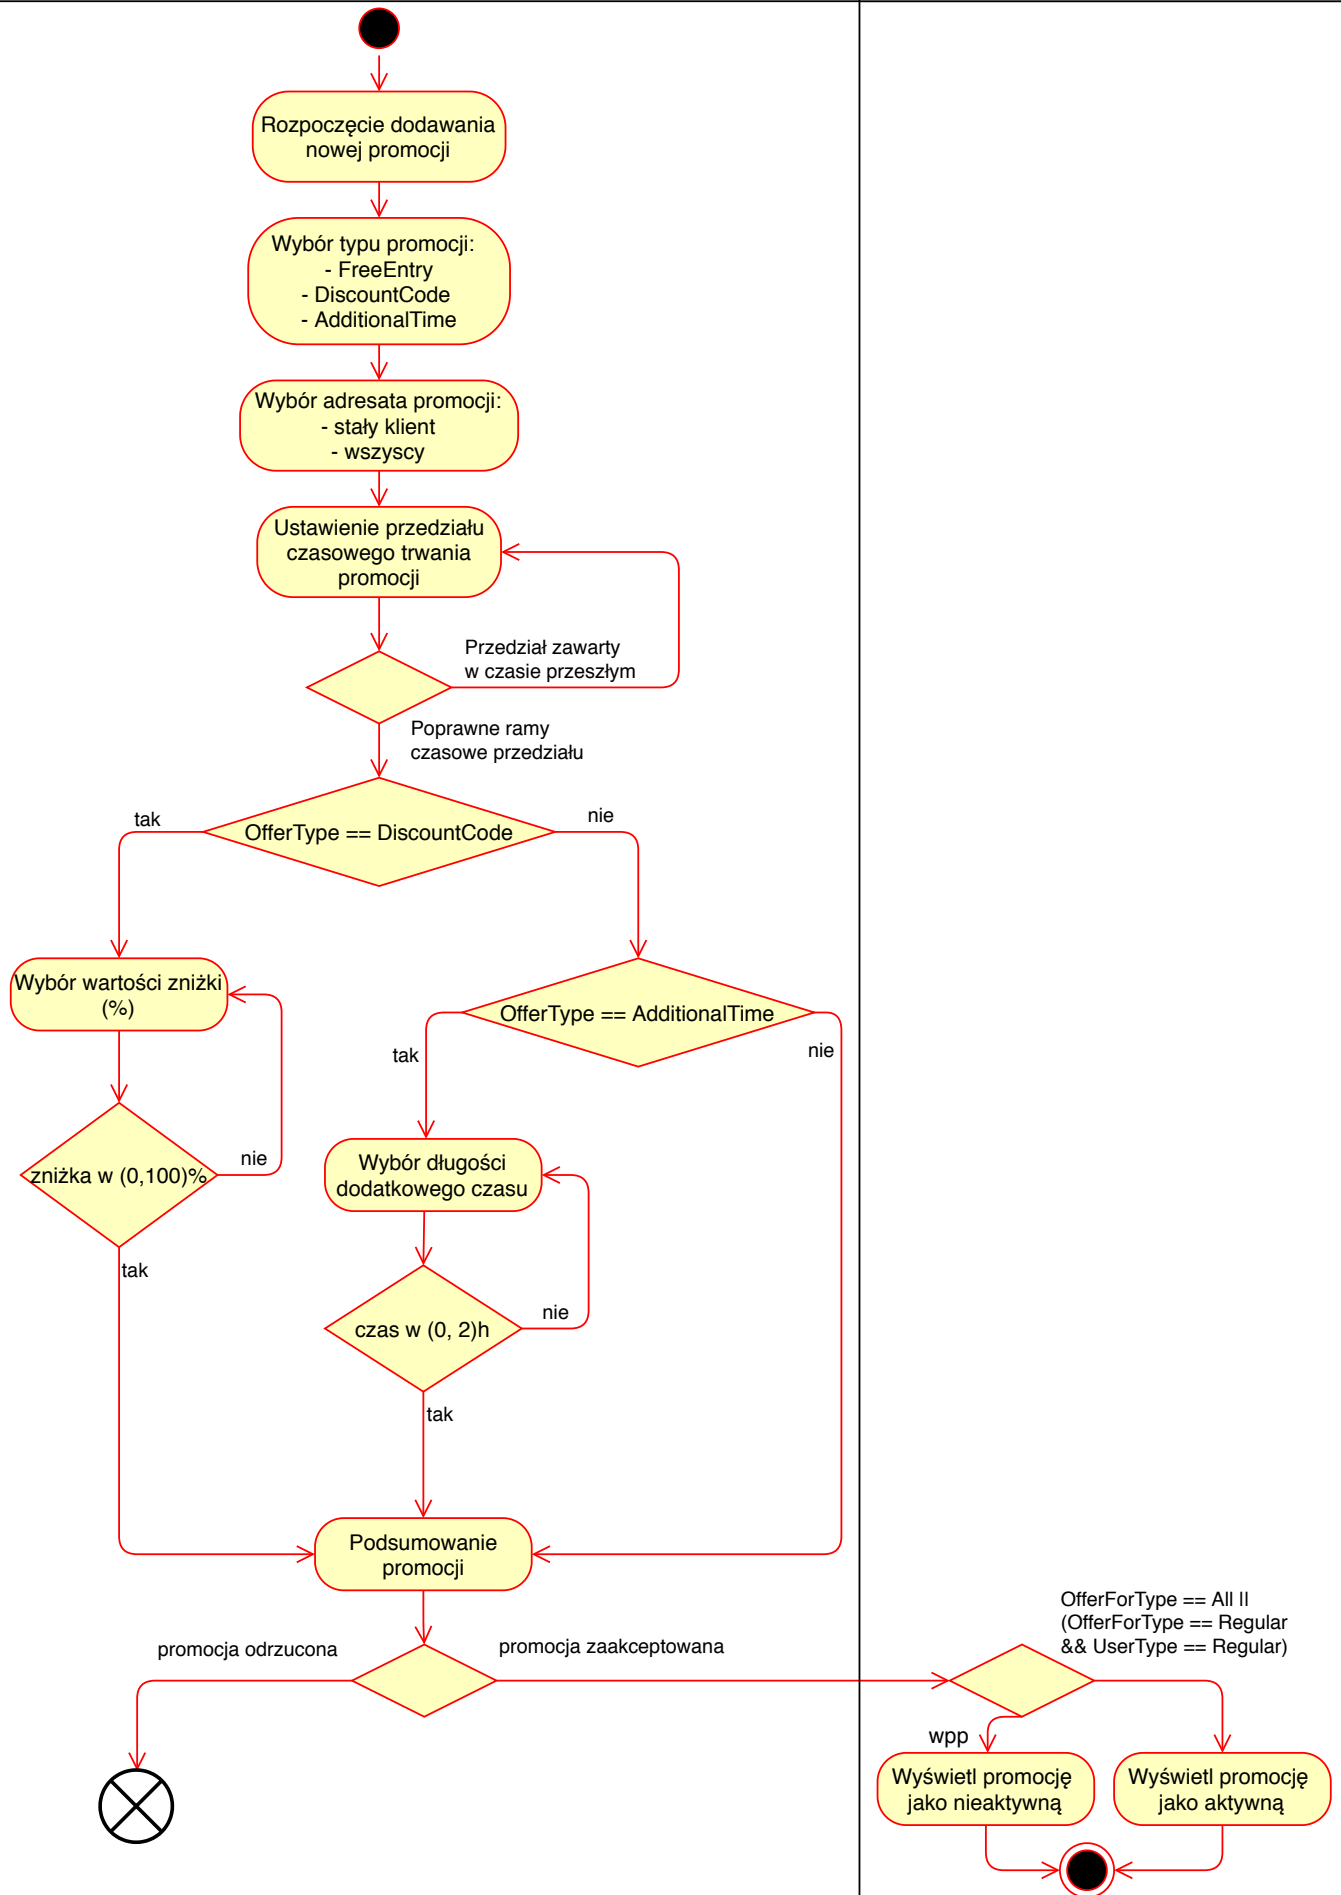 Rozpoczęcie dodawania
nowej promocji
Wybór typu promocji:
- FreeEntry
- DiscountCode
- AdditionalTime
Wybór adresata promocji:
- stały klient
- wszyscy
Ustawienie przedziału
czasowego trwania
promocji
Przedział zawarty
w czasie przeszłym
Poprawne ramy
czasowe przedziału
tak
OfferType == DiscountCode
nie
Wybór wartości zniżki
(%)
OfferType == AdditionalTime
tak
nie
zniżka w (0,100)%
nie
tak
Wybór długości
dodatkowego czasu
czas w (0, 2)h
nie
tak
Podsumowanie
promocji
promocja odrzucona
promocja zaakceptowana
OfferForType == All ||
(OfferForType == Regular
&& UserType == Regular)
wpp
Wyświetl promocję
jako nieaktywną
Wyświetl promocję
jako aktywną